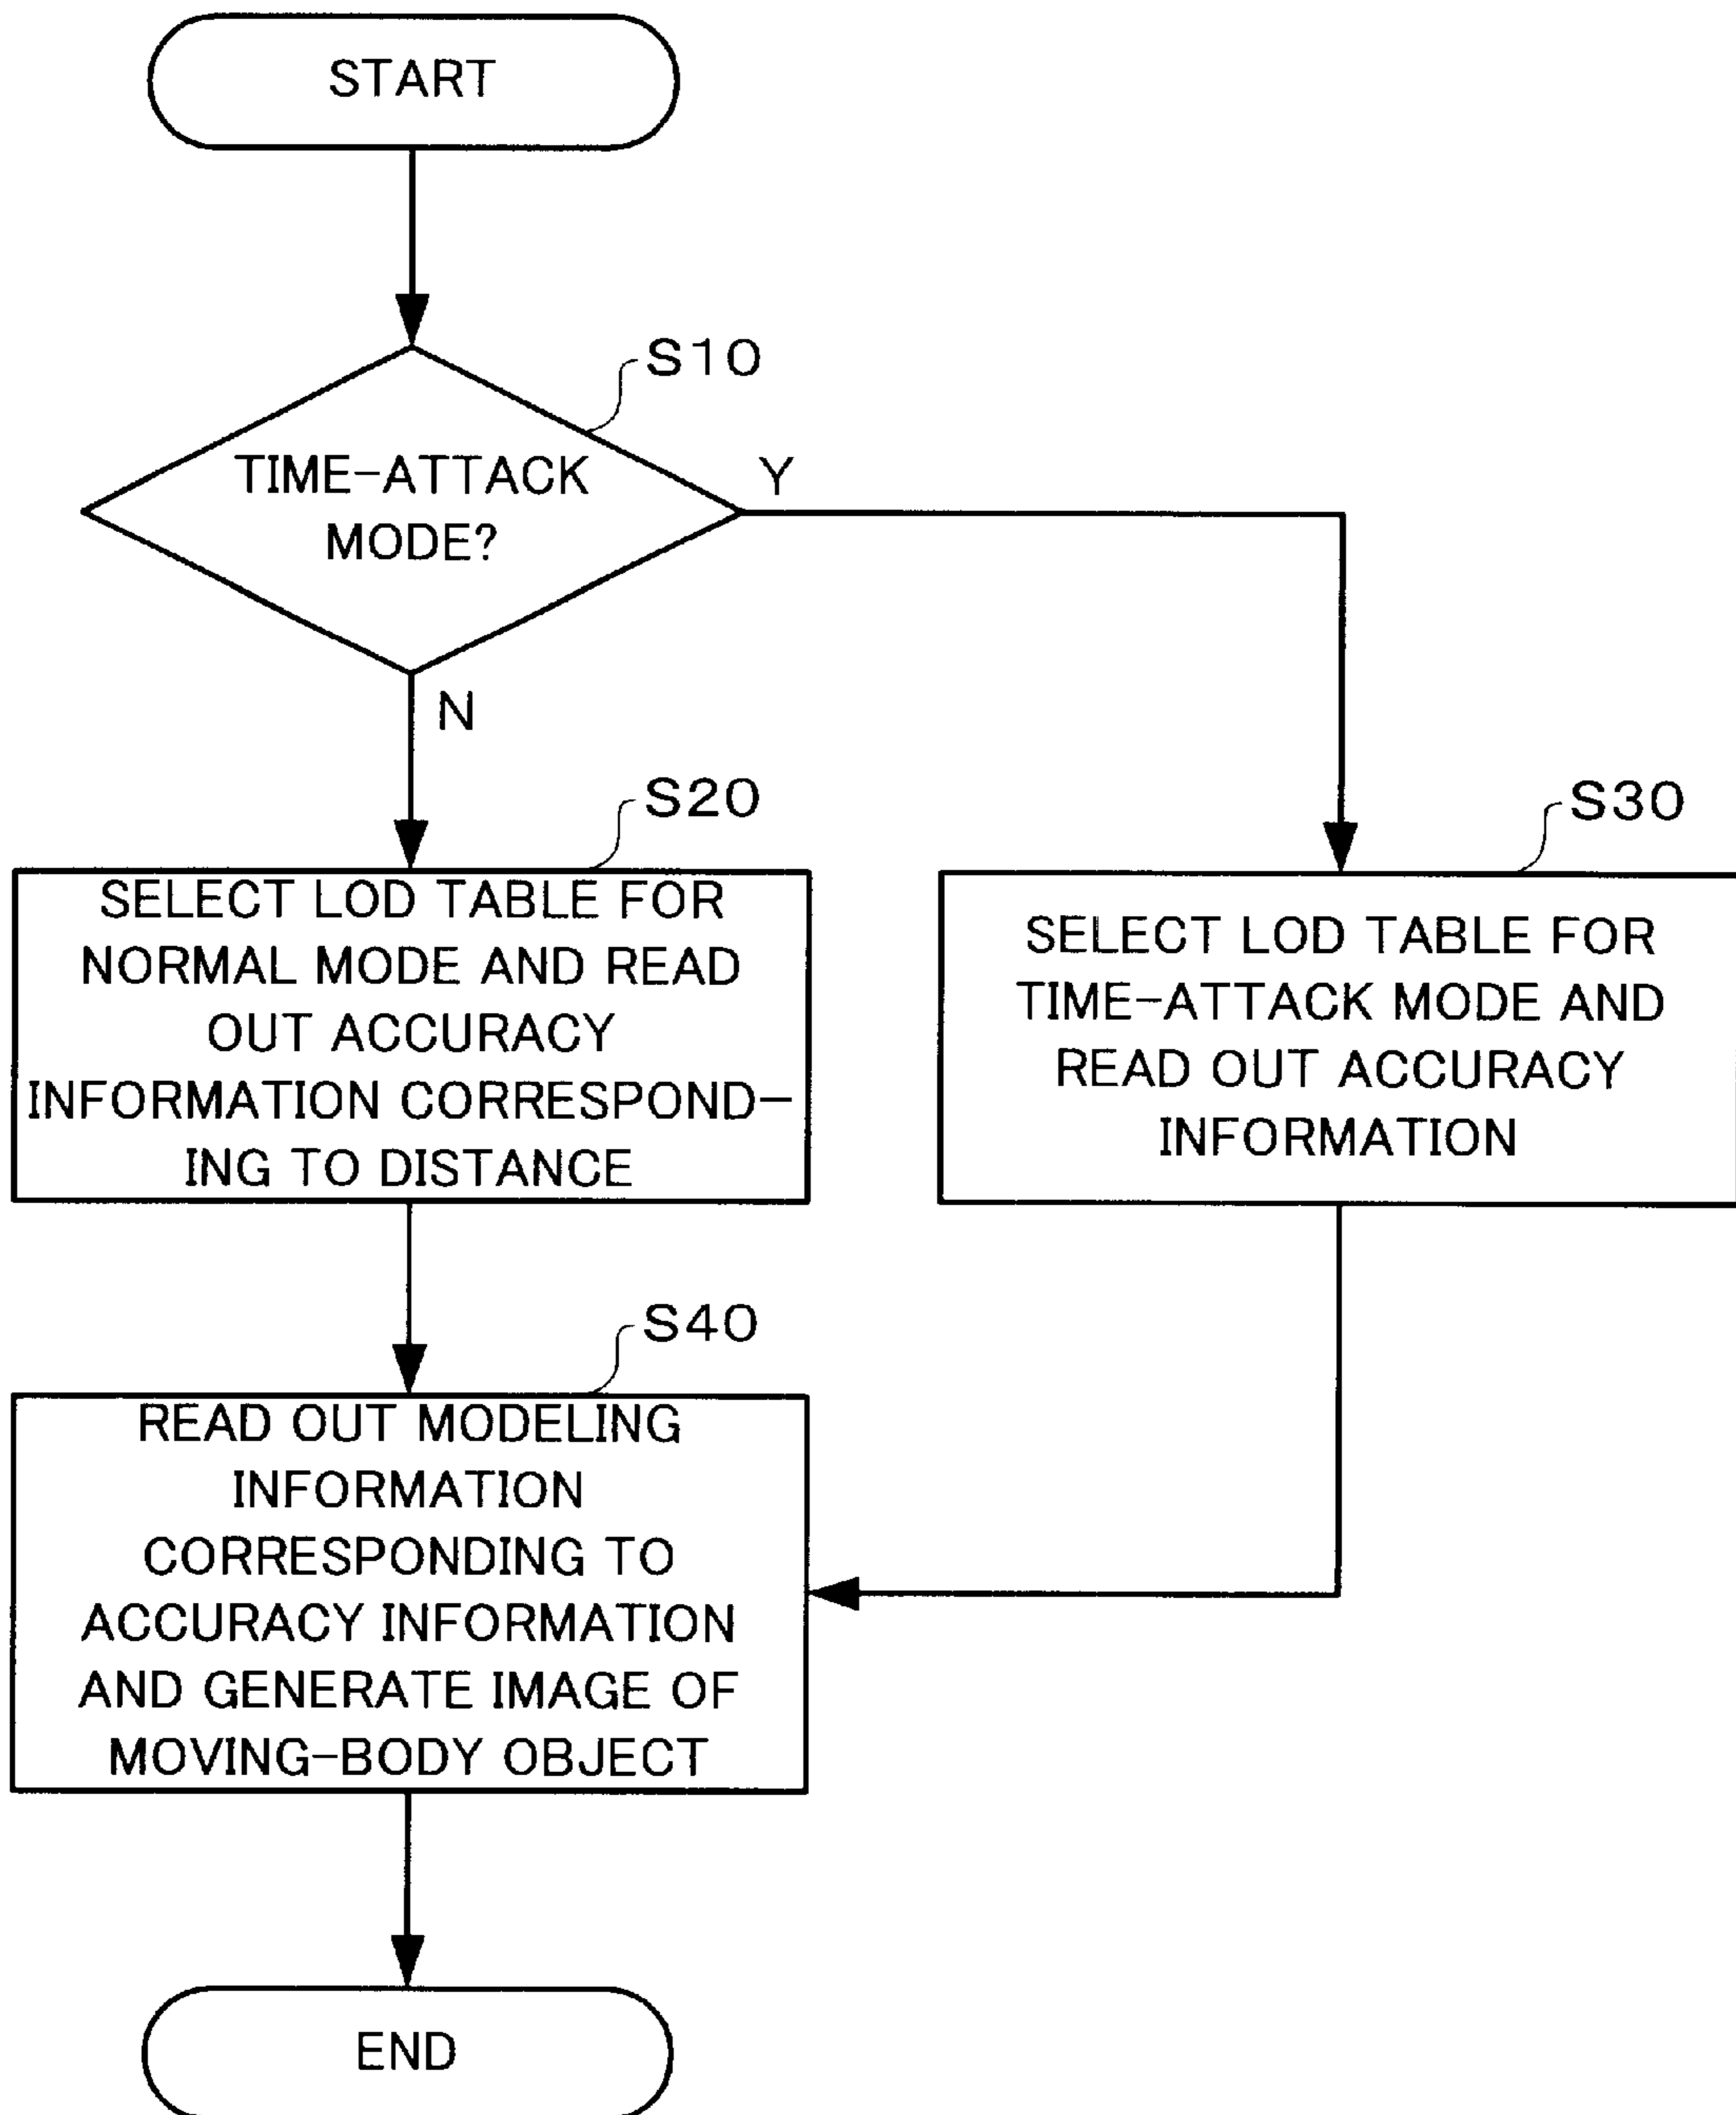 START
S10
TIME-ATTACK
MODE?
Y
N
S20
SELECT LOD TABLE FOR
NORMAL MODE AND READ
OUT ACCURACY
INFORMATION CORRESPOND-
ING TO DISTANCE
S30
SELECT LOD TABLE FOR
TIME-ATTACK MODE AND
READ OUT ACCURACY
INFORMATION
S40
READ OUT MODELING
INFORMATION
CORRESPONDING TO
ACCURACY INFORMATION
AND GENERATE IMAGE OF
MOVING-BODY OBJECT
END